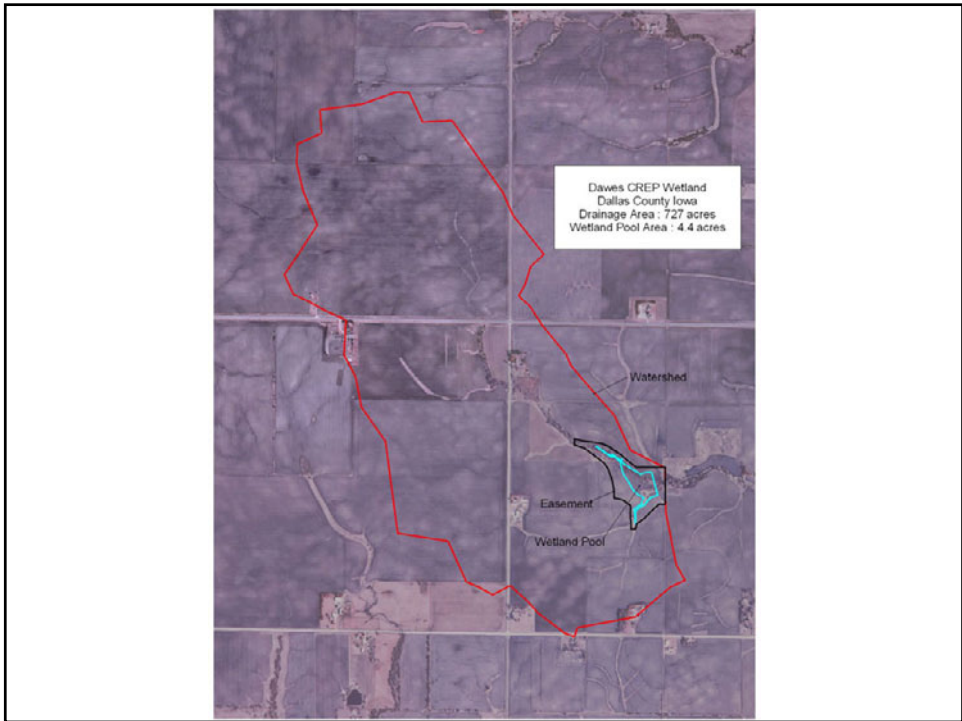 Dawes CREP Wetland
Dallas County Iowa
Drainage Area : 727 acres
Wetland Pool Area : 4.4 acres
Watershed
Easement
Wetland Pool